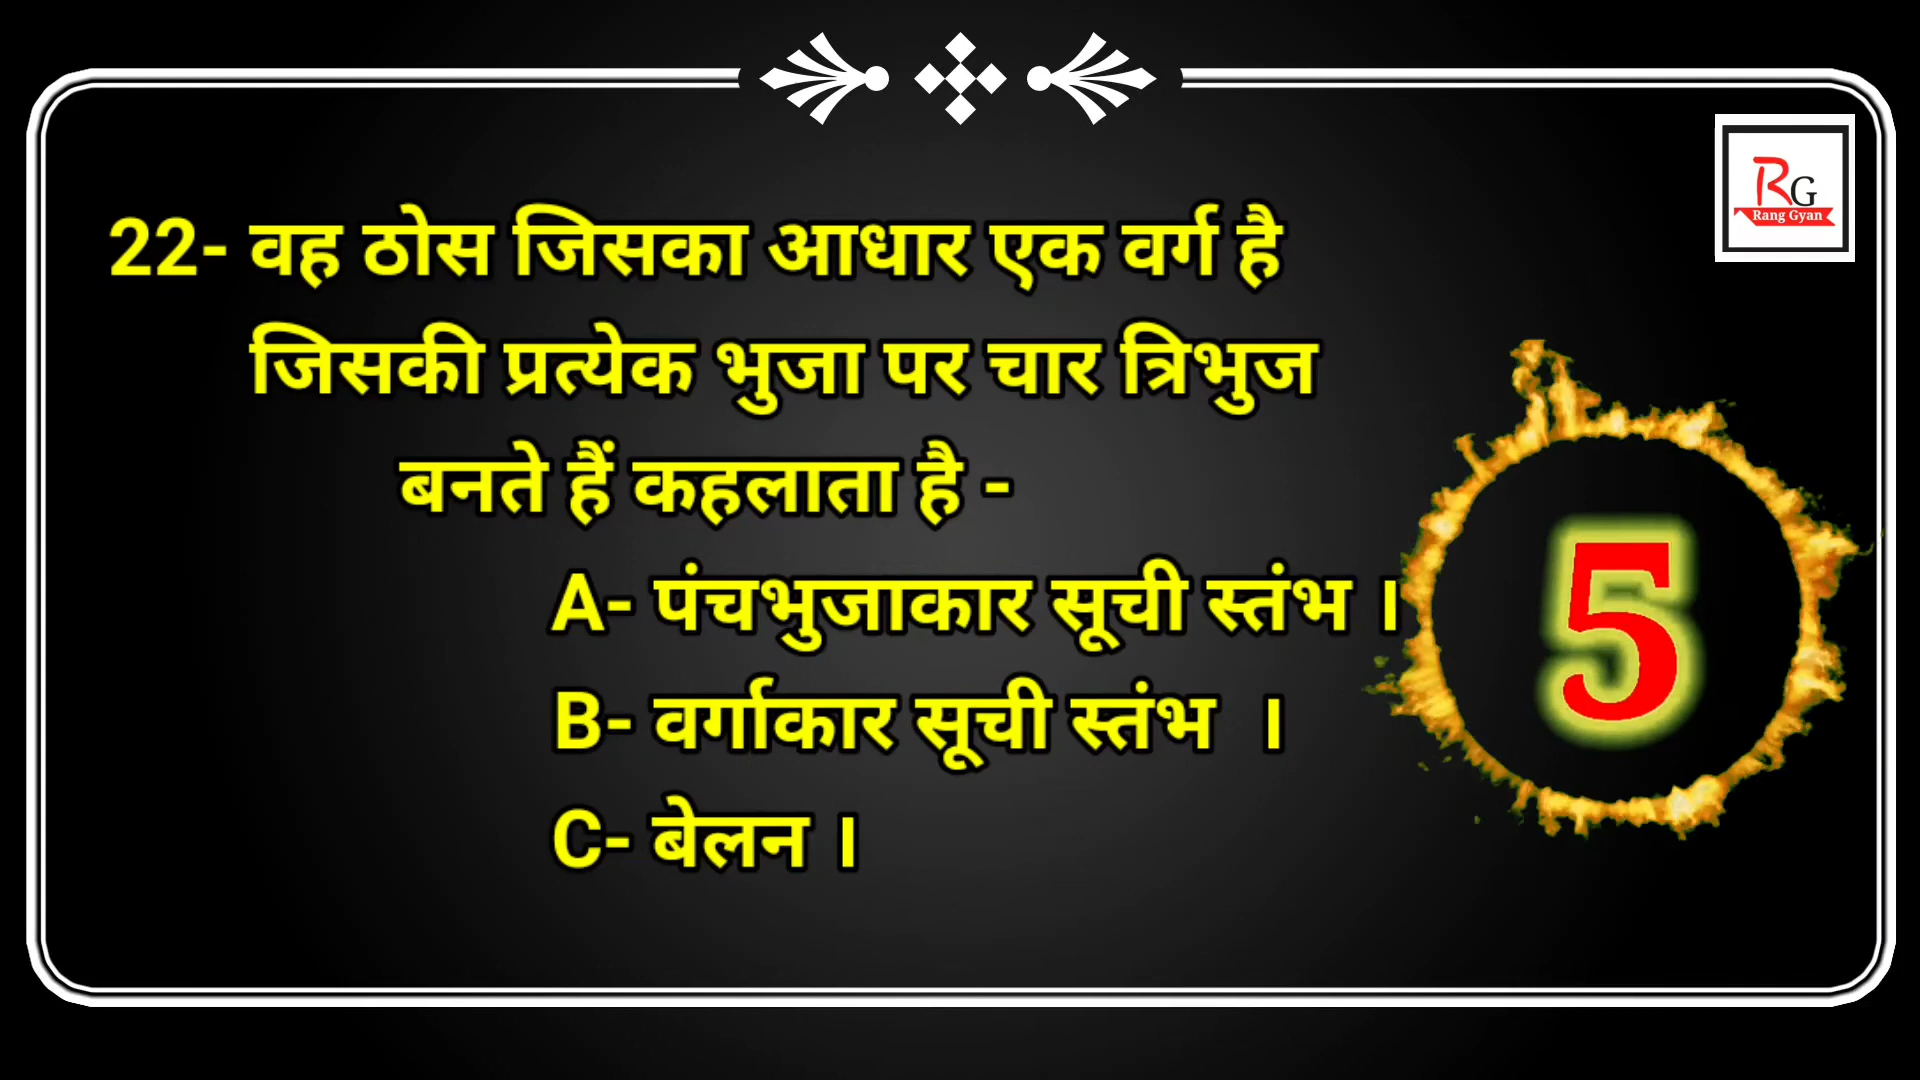 RG
Rang Gyan
22- वह ठोस जिसका आधार एक वर्ग है
जिसकी प्रत्येक भुजा पर चार त्रिभुज
बनते हैं कहलाता है -
A- पंचभुजाकार सूची स्तंभ ।
B- वर्गाकार सूची स्तंभ ।
C- बेलन ।
5